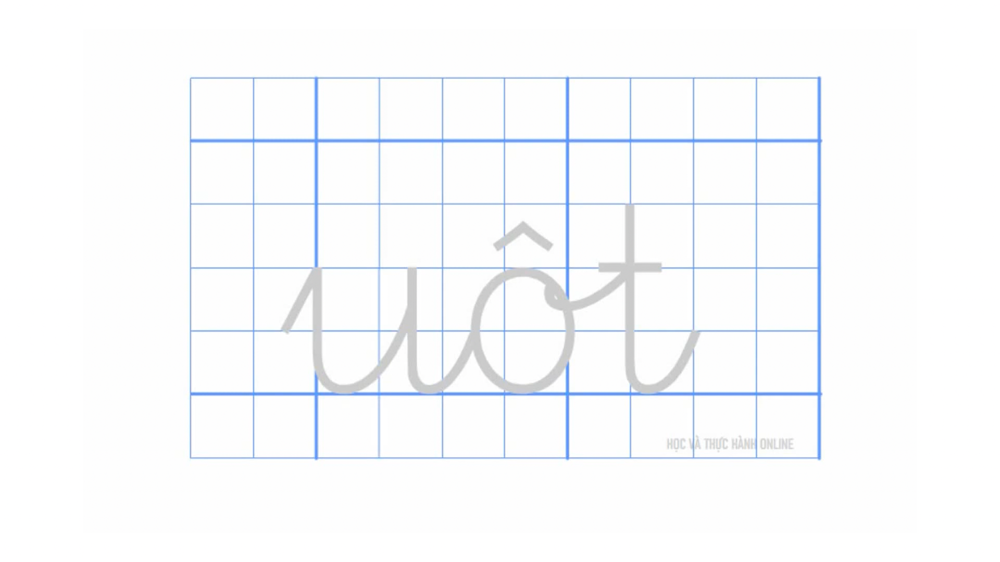 uôt
HỌC VÀ THỰC HÀNH ONLINE